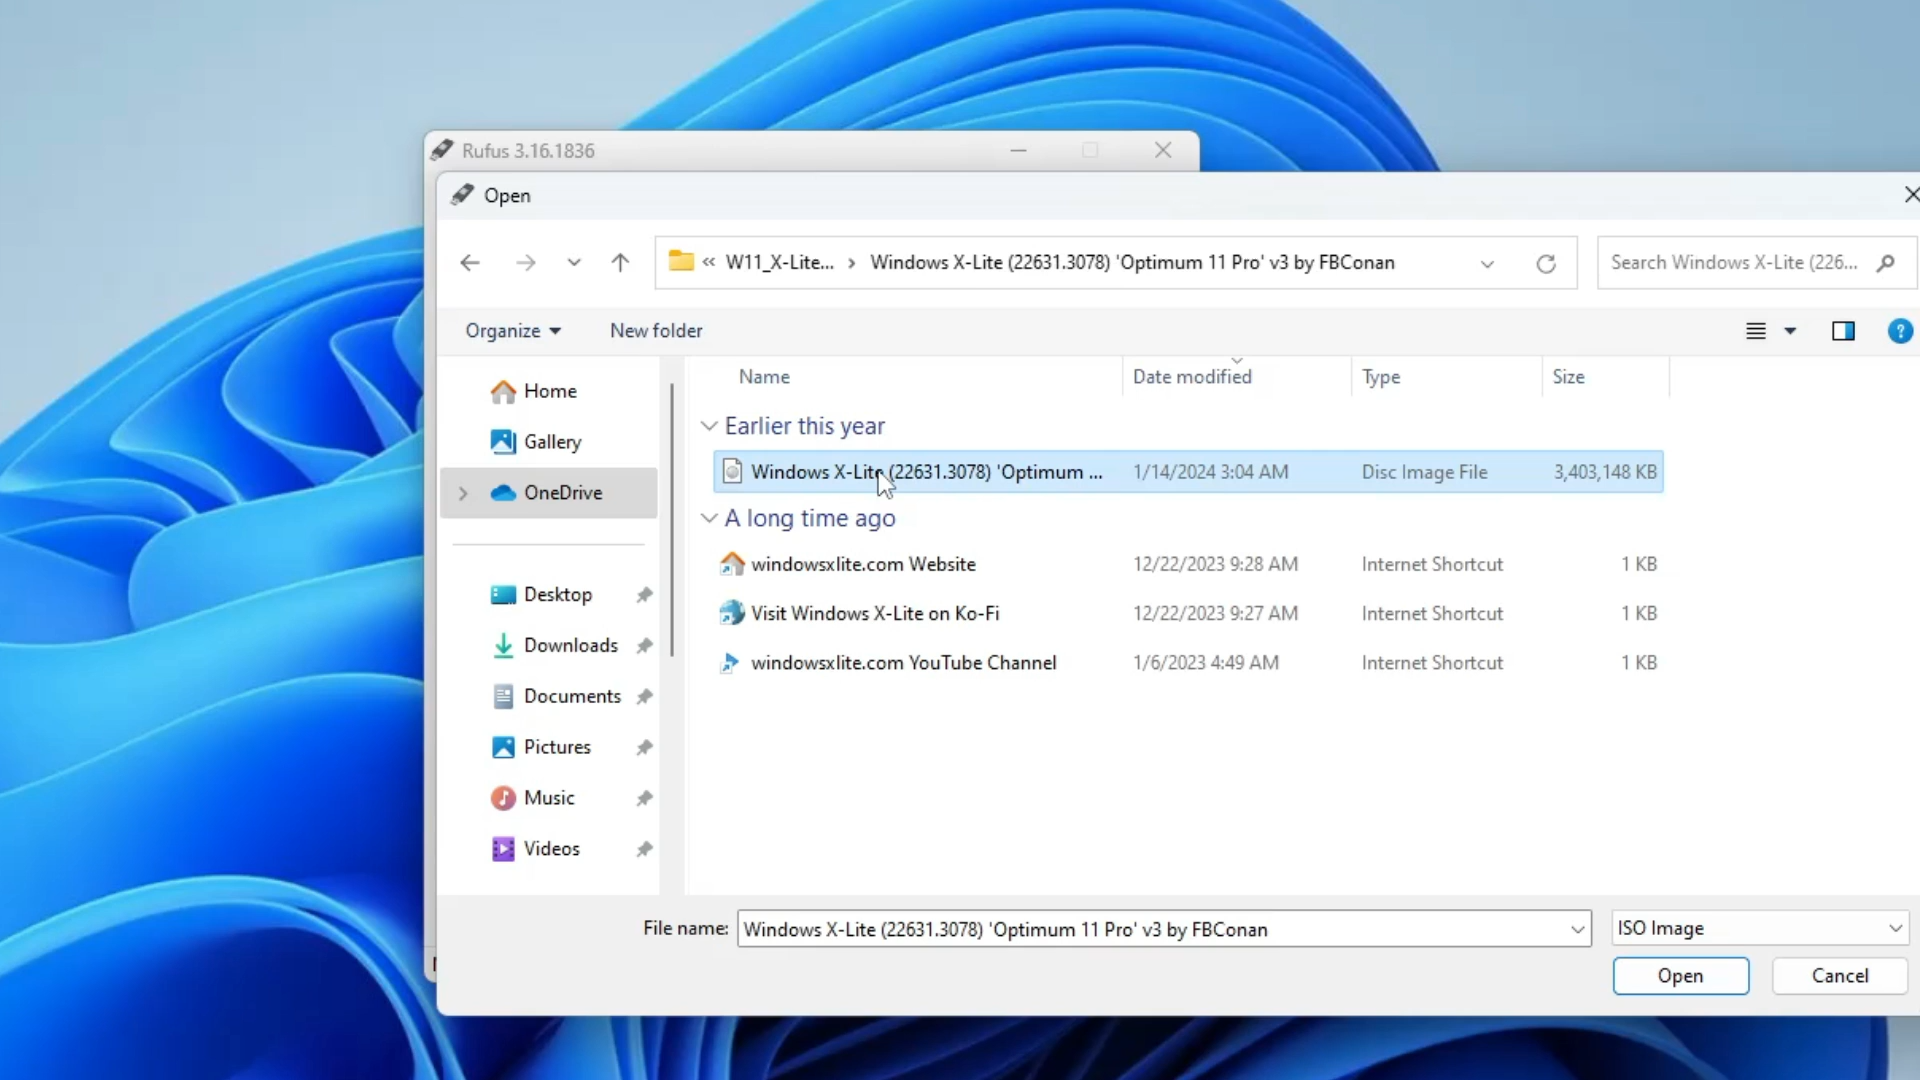 Rufus 3.16.1836
Open
« W11_X-Lite... › Windows X-Lite (22631.3078) 'Optimum 11 Pro' v3 by FBConan
Search Windows X-Lite (226...
Organize
New folder
?
Home
Gallery
OneDrive
Desktop
Downloads
Documents
Pictures
Music
Videos
Name Date modified Type Size
Earlier this year
Windows X-Lite (22631.3078) 'Optimum ... 1/14/2024 3:04 AM Disc Image File 3,403,148 KB
A long time ago
windowsxlite.com Website 12/22/2023 9:28 AM Internet Shortcut 1 KB
Visit Windows X-Lite on Ko-Fi 12/22/2023 9:27 AM Internet Shortcut 1 KB
windowsxlite.com YouTube Channel 1/6/2023 4:49 AM Internet Shortcut 1 KB
File name: Windows X-Lite (22631.3078) 'Optimum 11 Pro' v3 by FBConan
ISO Image
Open
Cancel